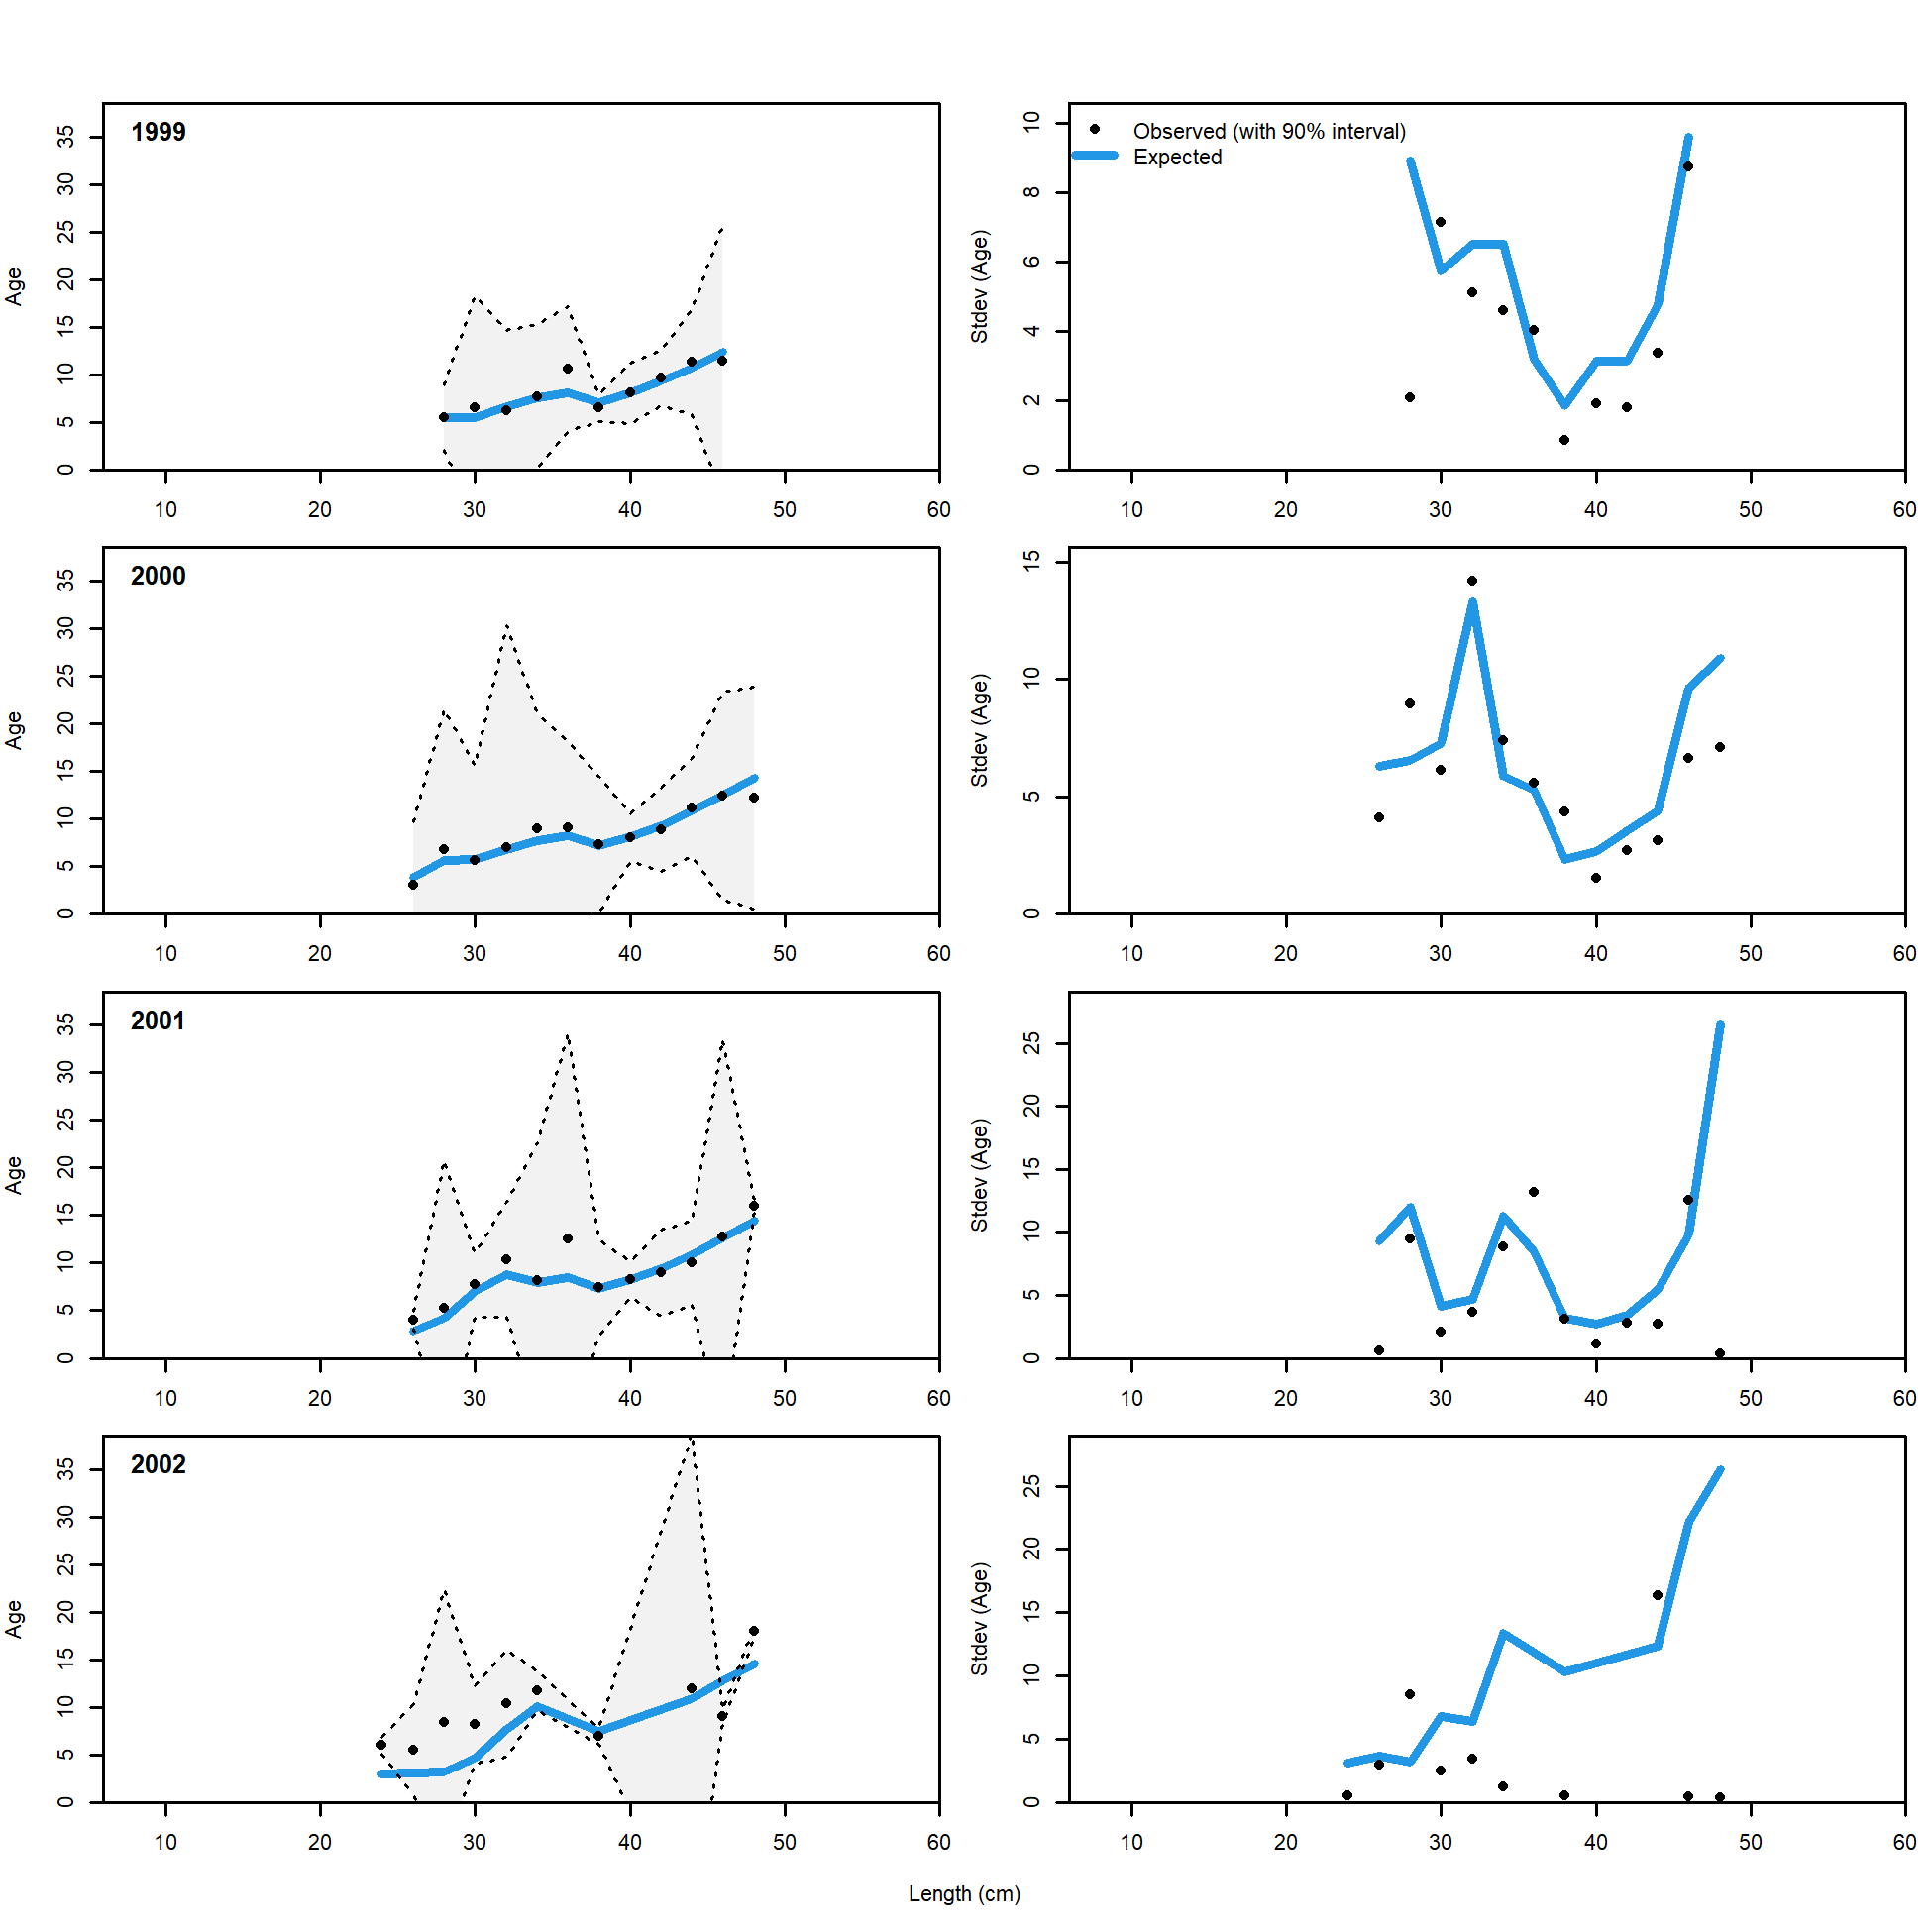 1999
Age
0 5 10 15 20 25 30 35
10 20 30 40 50 60
Observed (with 90% interval)
Expected
Stdev (Age)
0 2 4 6 8 10
10 20 30 40 50 60
2000
Age
0 5 10 15 20 25 30 35
10 20 30 40 50 60
Stdev (Age)
0 5 10 15
10 20 30 40 50 60
2001
Age
0 5 10 15 20 25 30 35
10 20 30 40 50 60
Stdev (Age)
0 5 10 15 20 25
10 20 30 40 50 60
2002
Age
0 5 10 15 20 25 30 35
10 20 30 40 50 60
Stdev (Age)
0 5 10 15 20 25
10 20 30 40 50 60
Length (cm)